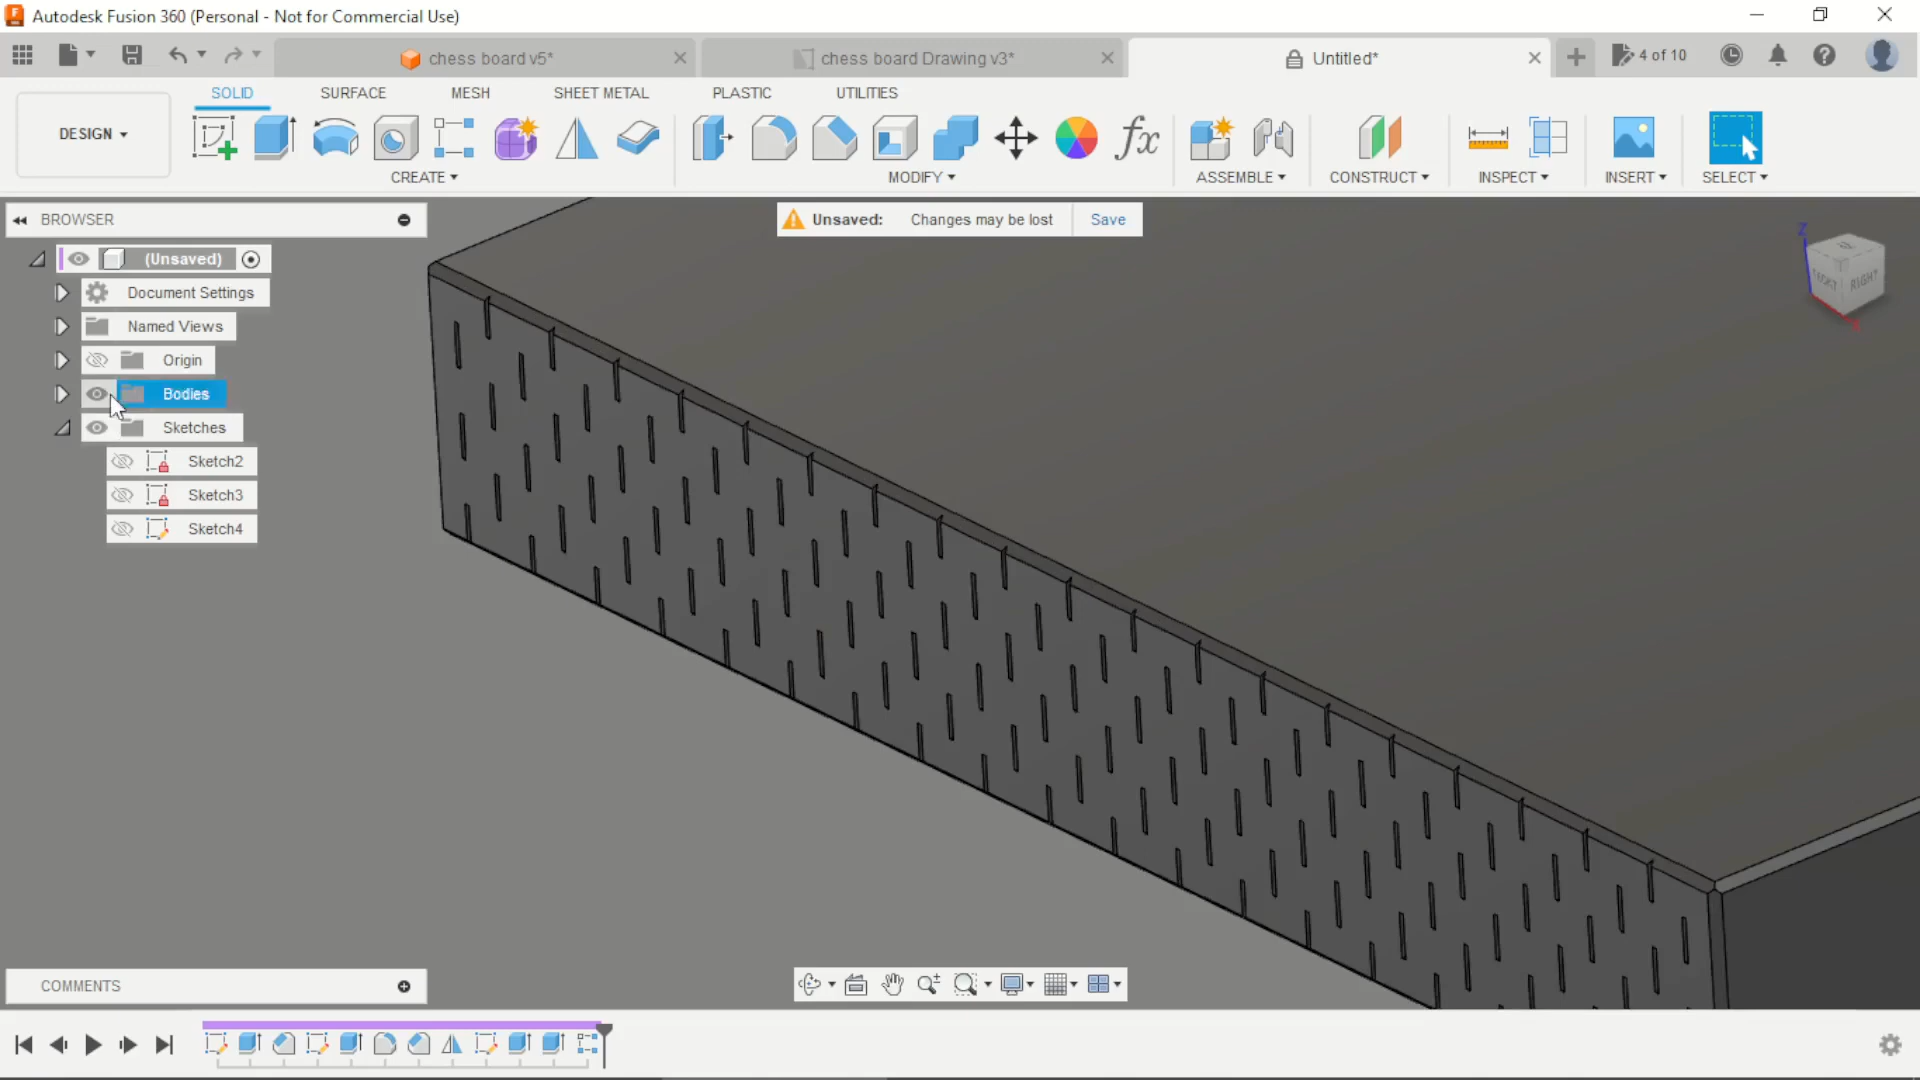 Autodesk Fusion 360 (Personal - Not for Commercial Use)
chess board v5*
chess board Drawing v3*
Untitled*
4 of 10
DESIGN
SOLID
SURFACE
MESH
SHEET METAL
PLASTIC
UTILITIES
CREATE
MODIFY
ASSEMBLE
CONSTRUCT
INSPECT
INSERT
SELECT
BROWSER
Unsaved: Changes may be lost Save
(Unsaved)
Document Settings
Named Views
Origin
Bodies
Sketches
Sketch2
Sketch3
Sketch4
Z
RIGHT
COMMENTS